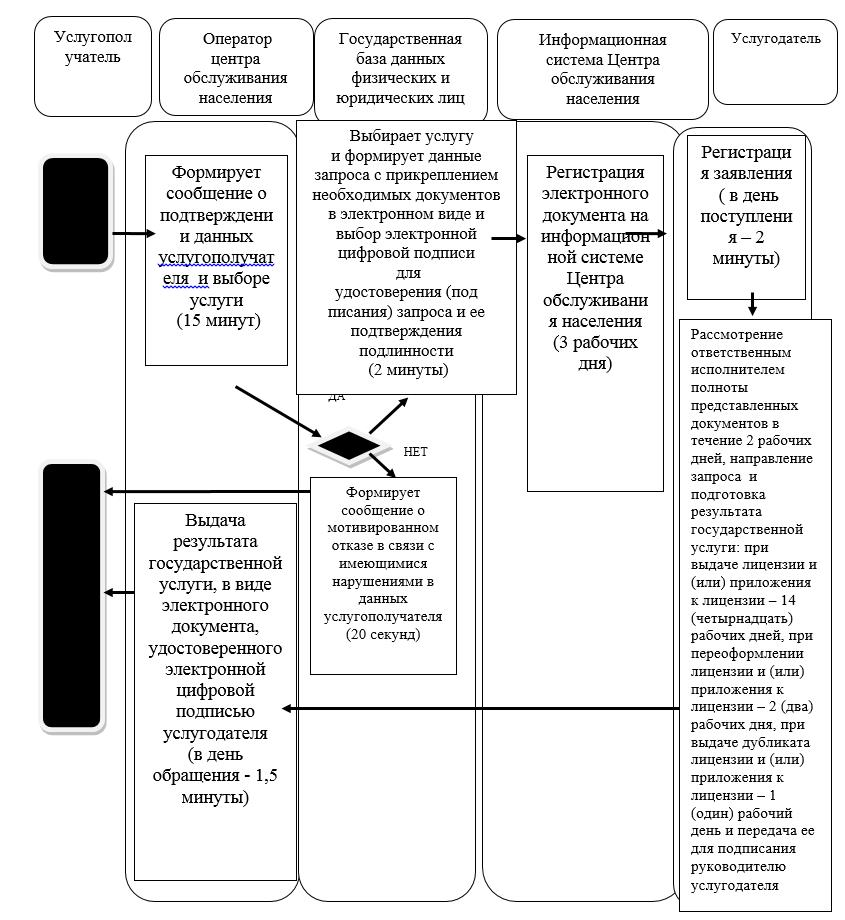 Услугопол
учатель
Оператор
центра
обслуживания
населения
Государственная
база данных
физических и
юридических лиц
Информационная
система Центра
обслуживания
населения
Услугодатель
Формирует
сообщение о
подтверждени
и данных
услугополучат
еля и выборе
услуги
(15 минут)
Выбирает услугу
и формирует данные
запроса с прикреплением
необходимых документов
в электронном виде и
выбор электронной
цифровой подписи
для
удостоверения (под
писания) запроса и ее
подтверждения
подлинности
(2 минуты)
Регистрация
электронного
документа на
информацион
ной системе
Центра
обслуживани
я населения
(3 рабочих
дня)
Регистраци
я заявления
( в день
поступлени
я – 2
минуты)
ДА
НЕТ
Формирует
сообщение о
мотивированном
отказе в связи с
имеющимися
нарушениями в
данных
услугополучателя
(20 секунд)
Выдача
результата
государственной
услуги, в виде
электронного
документа,
удостоверенного
электронной
цифровой
подписью
услугодателя
(в день
обращения - 1,5
минуты)
Рассмотрение
ответственным
исполнителем
полноты
представленных
документов в
течение 2 рабочих
дней, направление
запроса и
подготовка
результата
государственной
услуги: при
выдаче лицензии и
(или) приложения
к лицензии – 14
(четырнадцать)
рабочих дней, при
переоформлении
лицензии и (или)
приложения к
лицензии – 2 (два)
рабочих дня, при
выдаче дубликата
лицензии и (или)
приложения к
лицензии – 1
(один) рабочий
день и передача ее
для подписания
руководителю
услугодателя